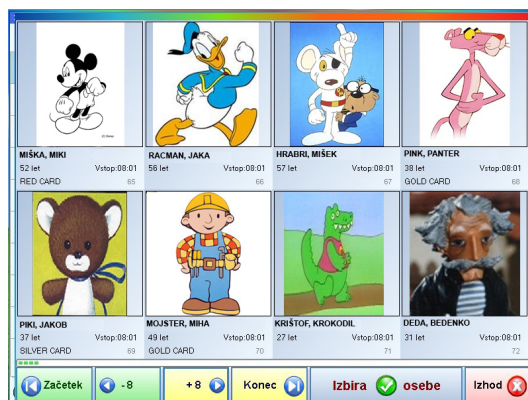 MIŠKA, MIKI
52 let Vstop:08:01
RED CARD 65
RACMAN, JAKA
56 let Vstop:08:01
66
HRABRI, MIŠEK
57 let Vstop:08:01
67
PINK, PANTER
38 let Vstop:08:01
GOLD CARD 68
PIKI, JAKOB
37 let Vstop:08:01
SILVER CARD 69
MOJSTER, MIHA
49 let Vstop:08:01
GOLD CARD 70
KRIŠTOF, KROKODIL
27 let Vstop:08:01
71
DEDA, BEDENKO
31 let Vstop:08:01
72
Začetek - 8 + 8 Konec Izbira osebe Izhod